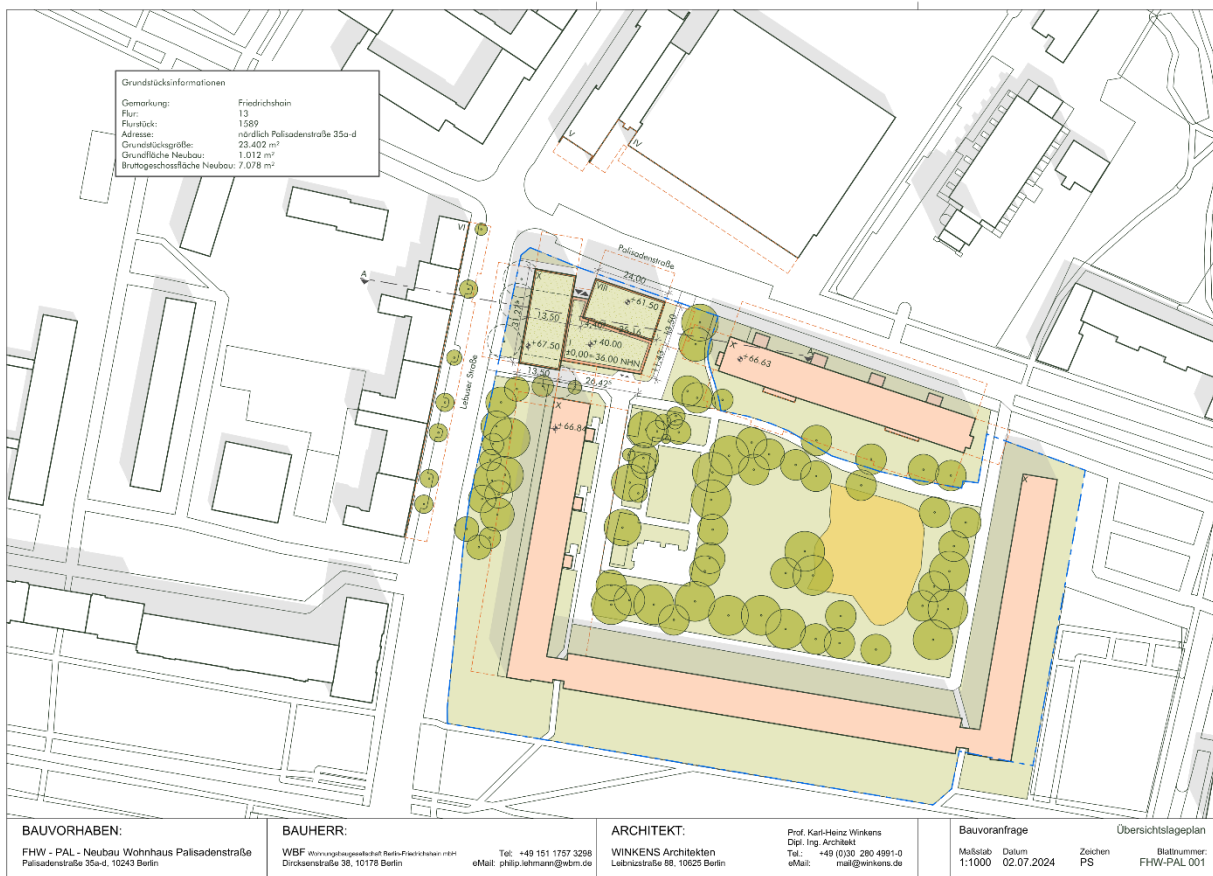 Grundstücksinformationen
Gemarkung: Friedrichshain
Flur: 13
Flurstück: 1589
Adresse: nördlich Palisadenstraße 35a-d
Grundstücksgröße: 23.402 m²
Grundfläche Neubau: 1.012 m²
Bruttogeschossfläche Neubau: 7.078 m²
V
IV
VI
Palisadenstraße
A
X
VIII
24,00
+61.50
31,27⁵
13,50
13,50
+67.50
+40.00
±0,00= 36.00 NHN
13,50
26,42⁵
X
+66.63
A
Lebuser Straße
X
+66.84
X
BAUVORHABEN:
FHW - PAL - Neubau Wohnhaus Palisadenstraße
Palisadenstraße 35a-d, 10243 Berlin
BAUHERR:
WBF Wohnungsbaugesellschaft Berlin-Friedrichshain mbH
Dircksenstraße 38, 10178 Berlin
Tel: +49 151 1757 3298
eMail: philip.lehmann@wbm.de
ARCHITEKT:
WINKENS Architekten
Leibnizstraße 88, 10625 Berlin
Prof. Karl-Heinz Winkens
Dipl. Ing. Architekt
Tel.: +49 (0)30 280 4991-0
eMail: mail@winkens.de
Bauvoranfrage
Übersichtslageplan
Maßstab Datum Zeichen Blattnummer:
1:1000 02.07.2024 PS FHW-PAL 001